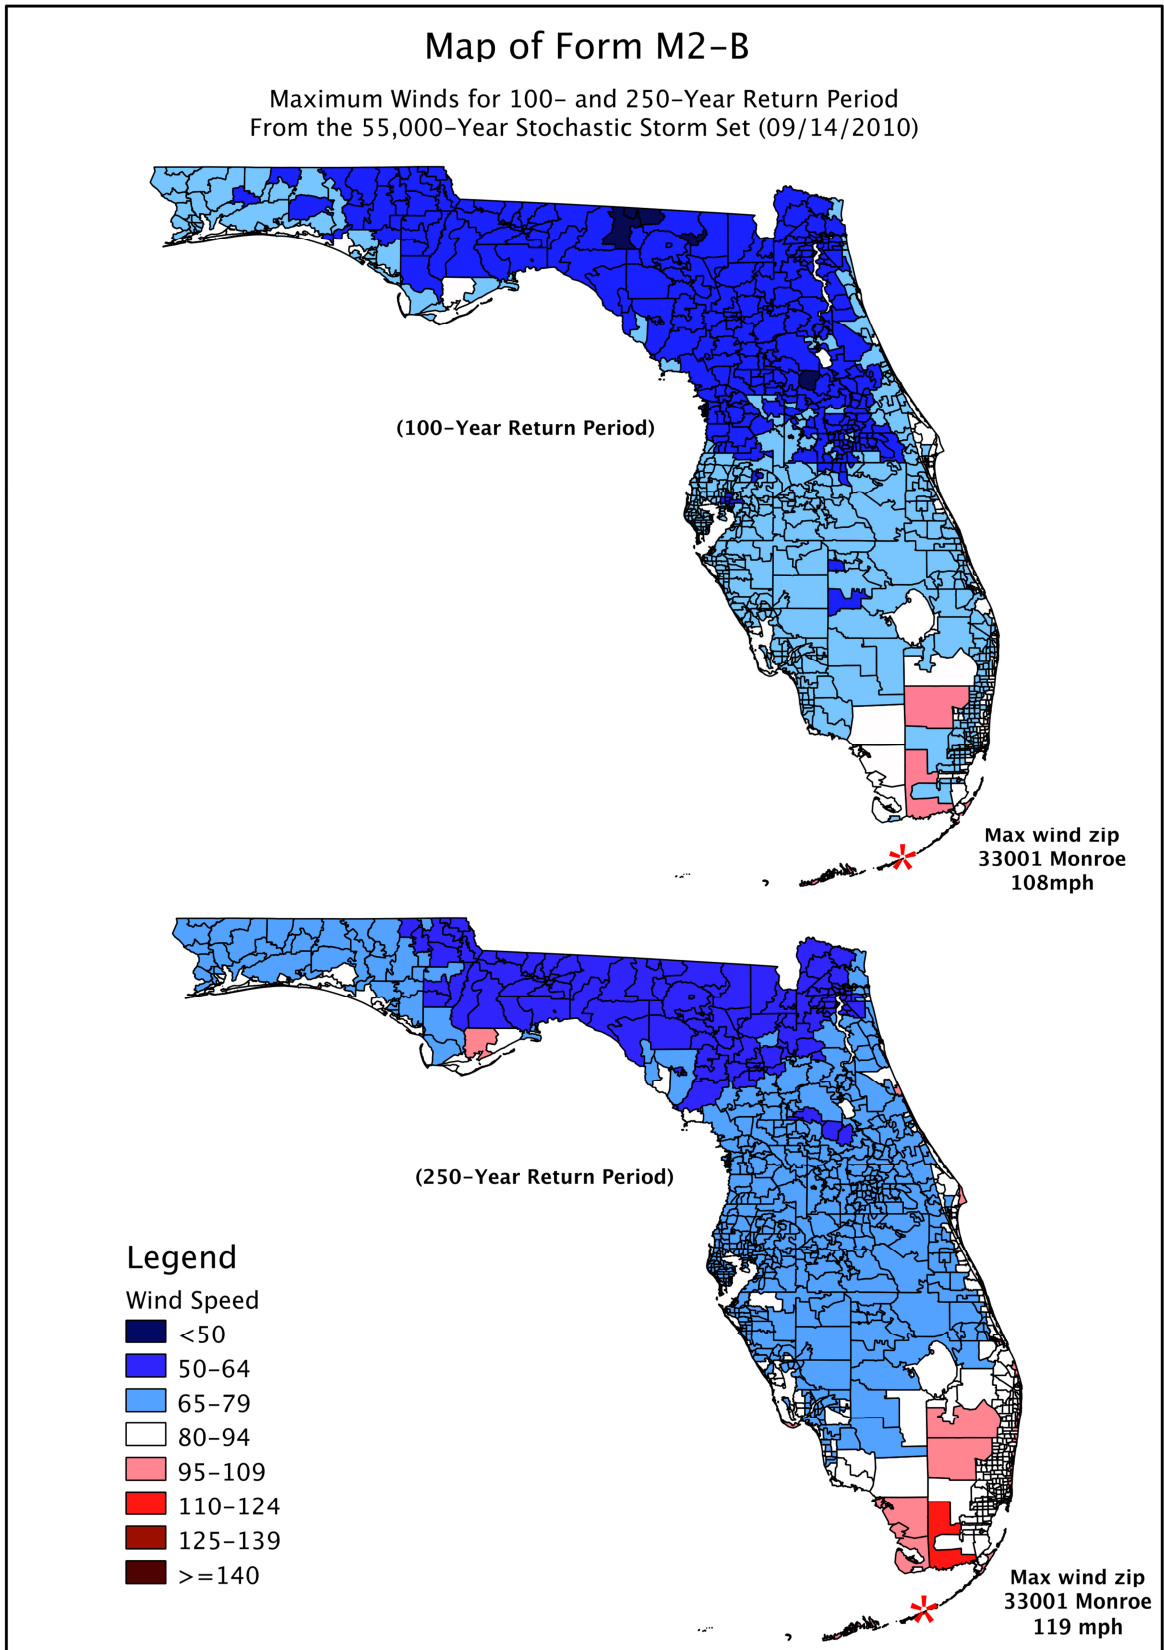 Map of Form M2-B
Maximum Winds for 100- and 250-Year Return Period
From the 55,000-Year Stochastic Storm Set (09/14/2010)
(100-Year Return Period)
Max wind zip
33001 Monroe
108mph
(250-Year Return Period)
Legend
Wind Speed
<50
50-64
65-79
80-94
95-109
110-124
125-139
>=140
Max wind zip
33001 Monroe
119 mph